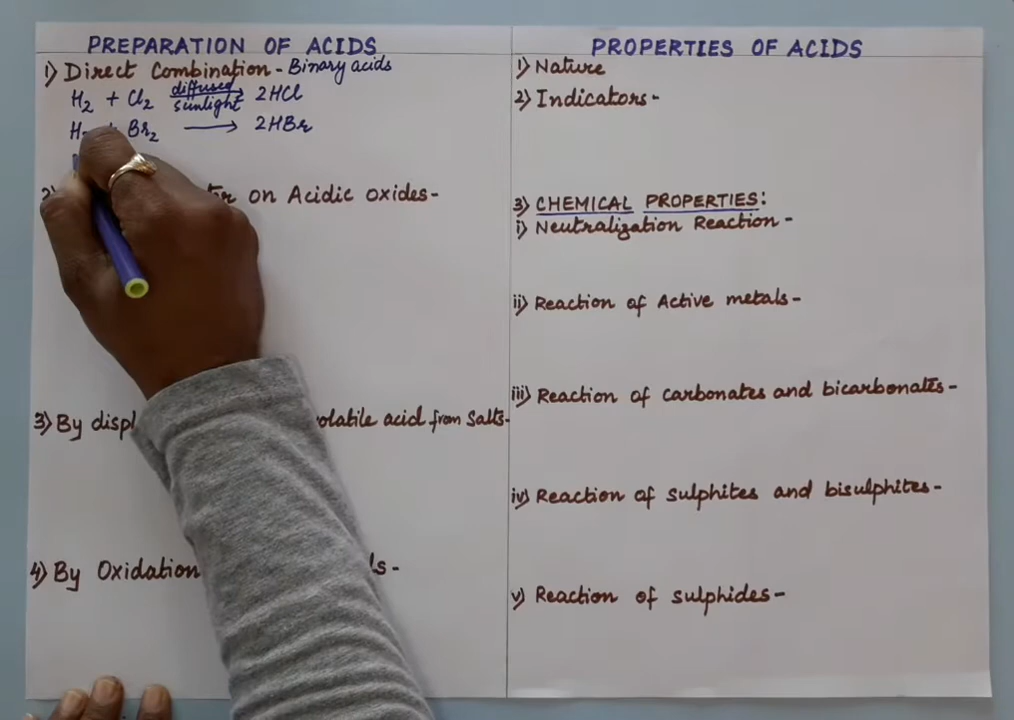 PREPARATION OF ACIDS
1) Direct Combination - Binary acids
H2 + Cl2 diffused sunlight → 2HCl
H2 + Br2 → 2HBr
2) on Acidic oxides-
3) By acid from Salts-
4) By Oxidation
PROPERTIES OF ACIDS
1) Nature
2) Indicators-
3) CHEMICAL PROPERTIES:
i) Neutralization Reaction -
ii) Reaction of Active metals-
iii) Reaction of carbonates and bicarbonates-
iv) Reaction of sulphites and bisulphites-
v) Reaction of sulphides-